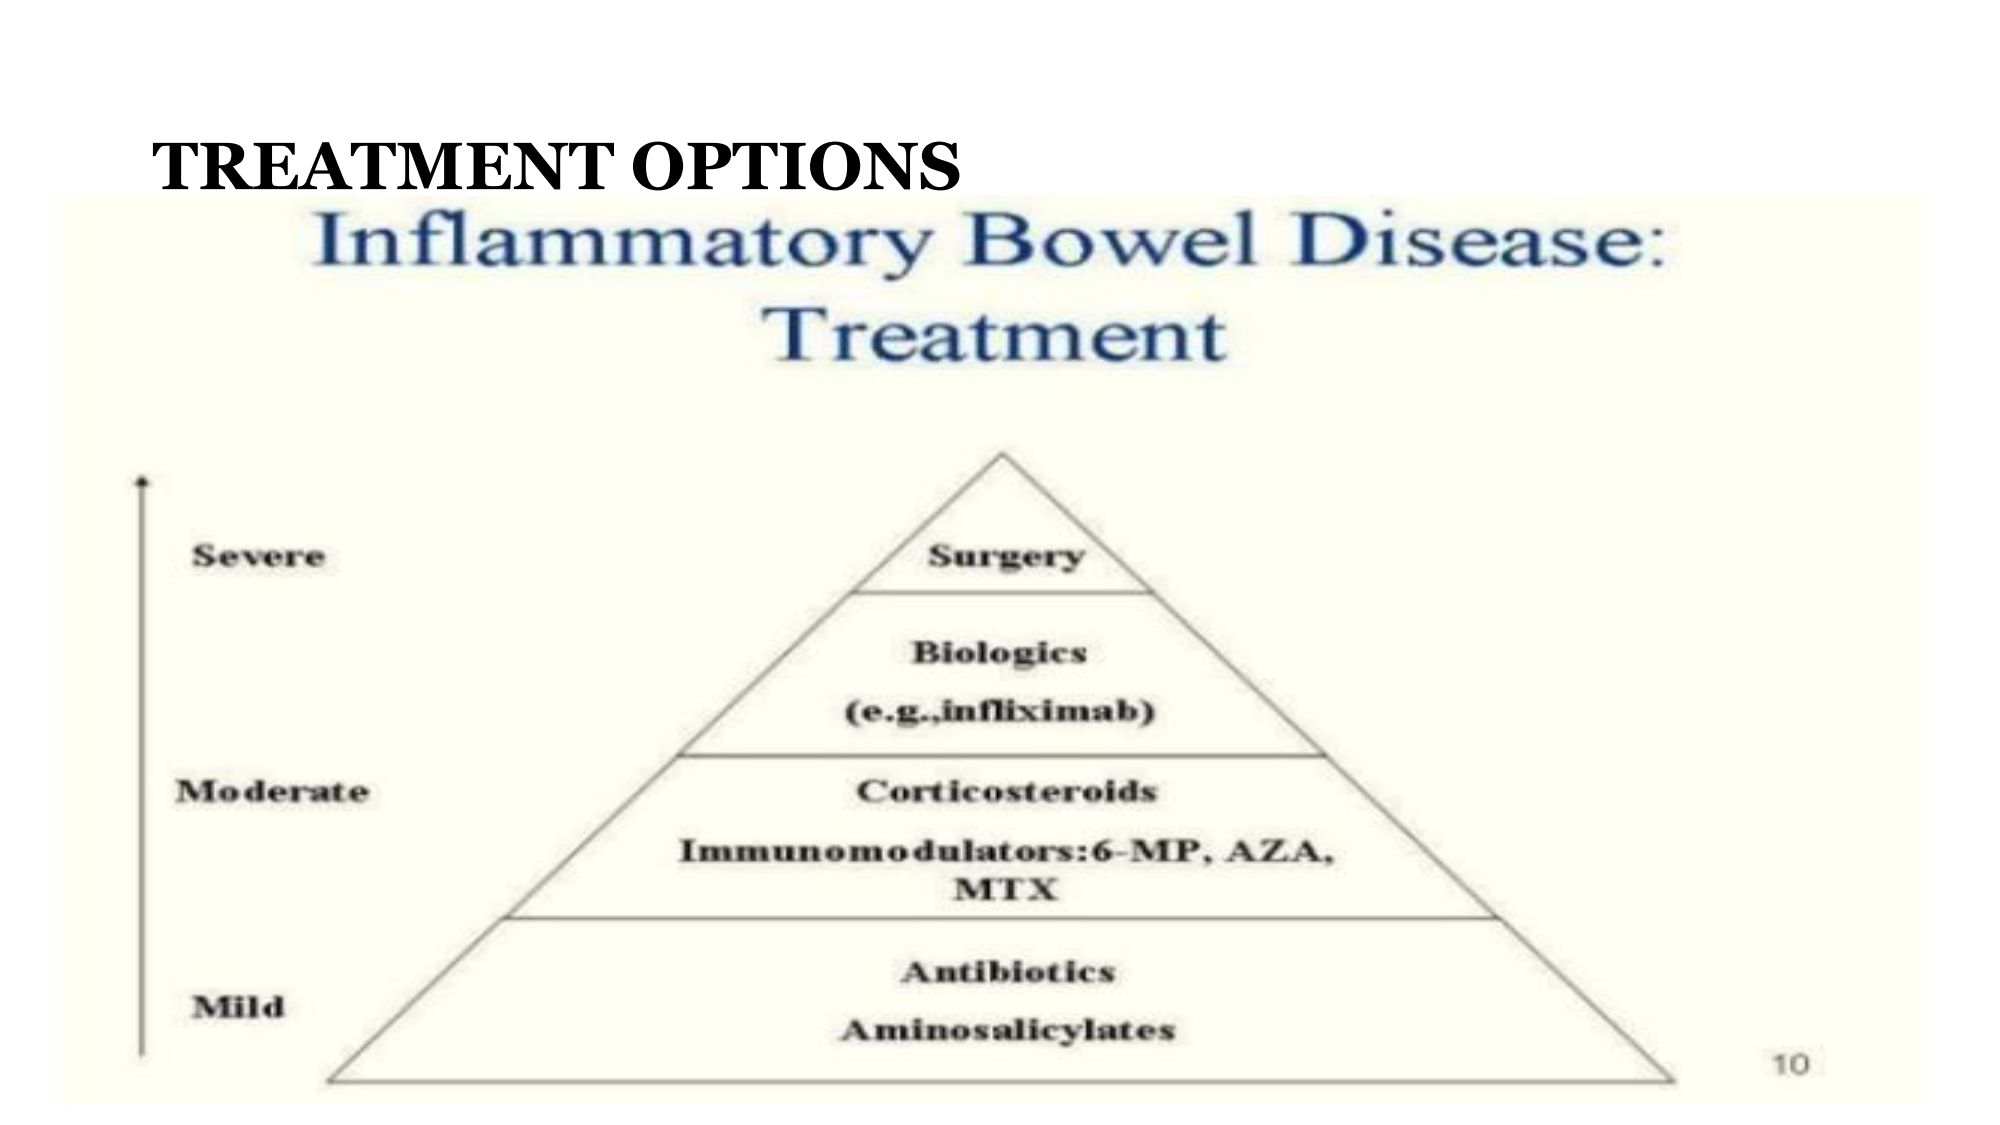 TREATMENT OPTIONS
Inflammatory Bowel Disease:
Treatment
Severe
Surgery
Biologics
(e.g.,infliximab)
Moderate
Corticosteroids
Immunomodulators:6-MP, AZA,
MTX
Antibiotics
Mild
Aminosalicylates
10